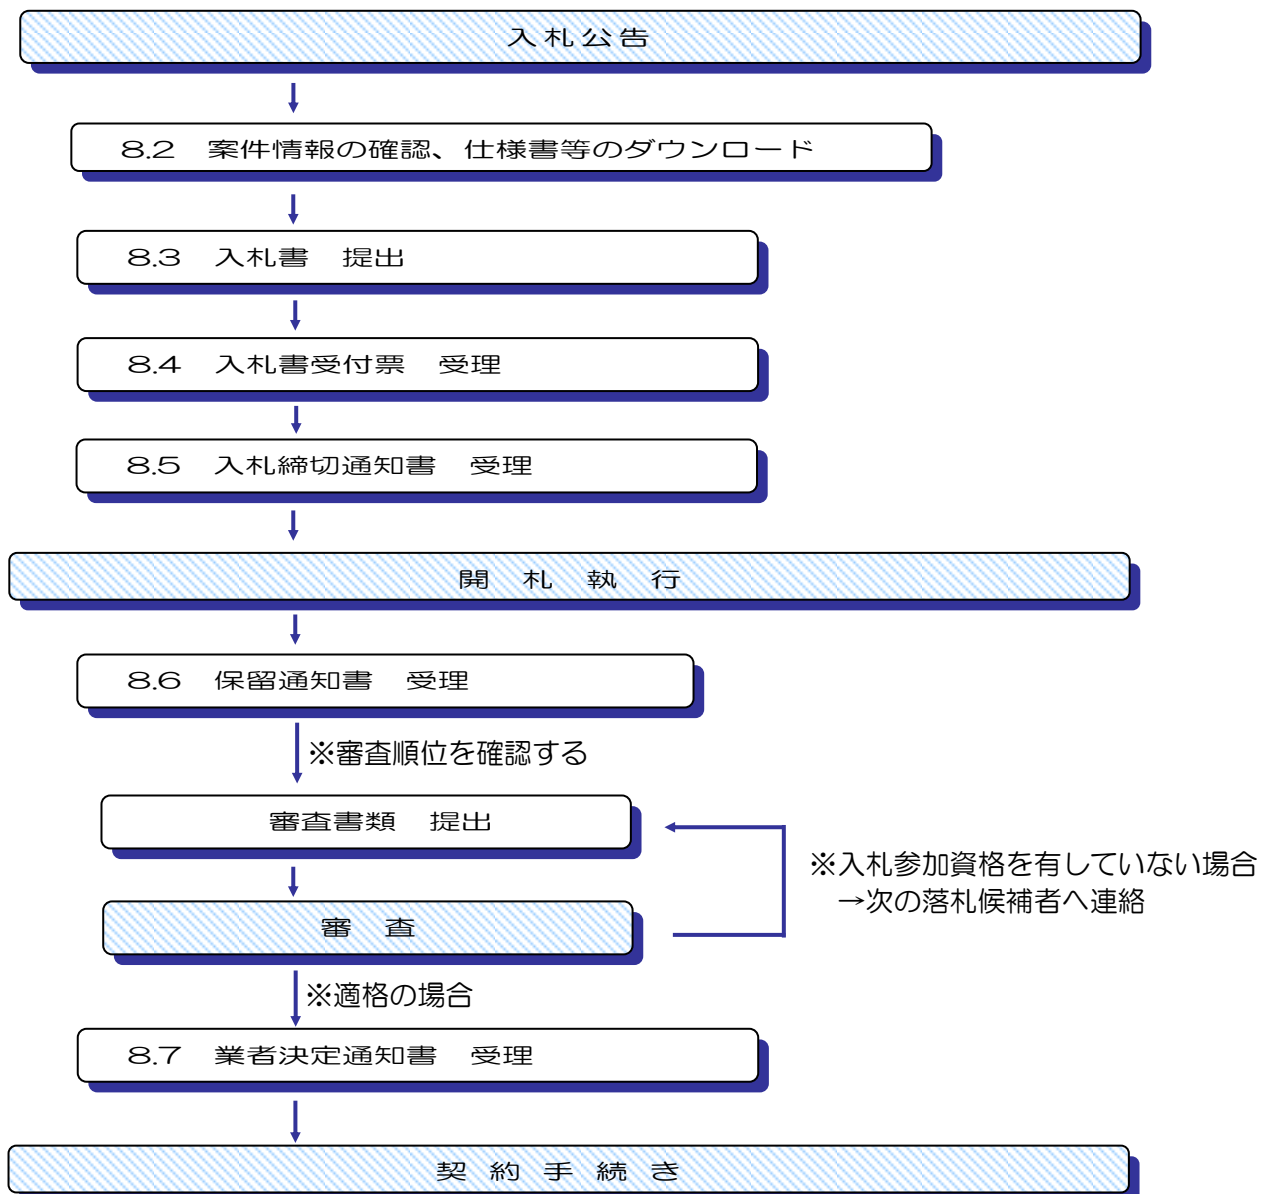 入札公告
8.2　案件情報の確認、仕様書等のダウンロード
8.3　入札書　提出
8.4　入札書受付票　受理
8.5　入札締切通知書　受理
開　札　執　行
8.6　保留通知書　受理
※審査順位を確認する
審査書類　提出
※入札参加資格を有していない場合
→次の落札候補者へ連絡
審　査
※適格の場合
8.7　業者決定通知書　受理
契 約 手 続 き